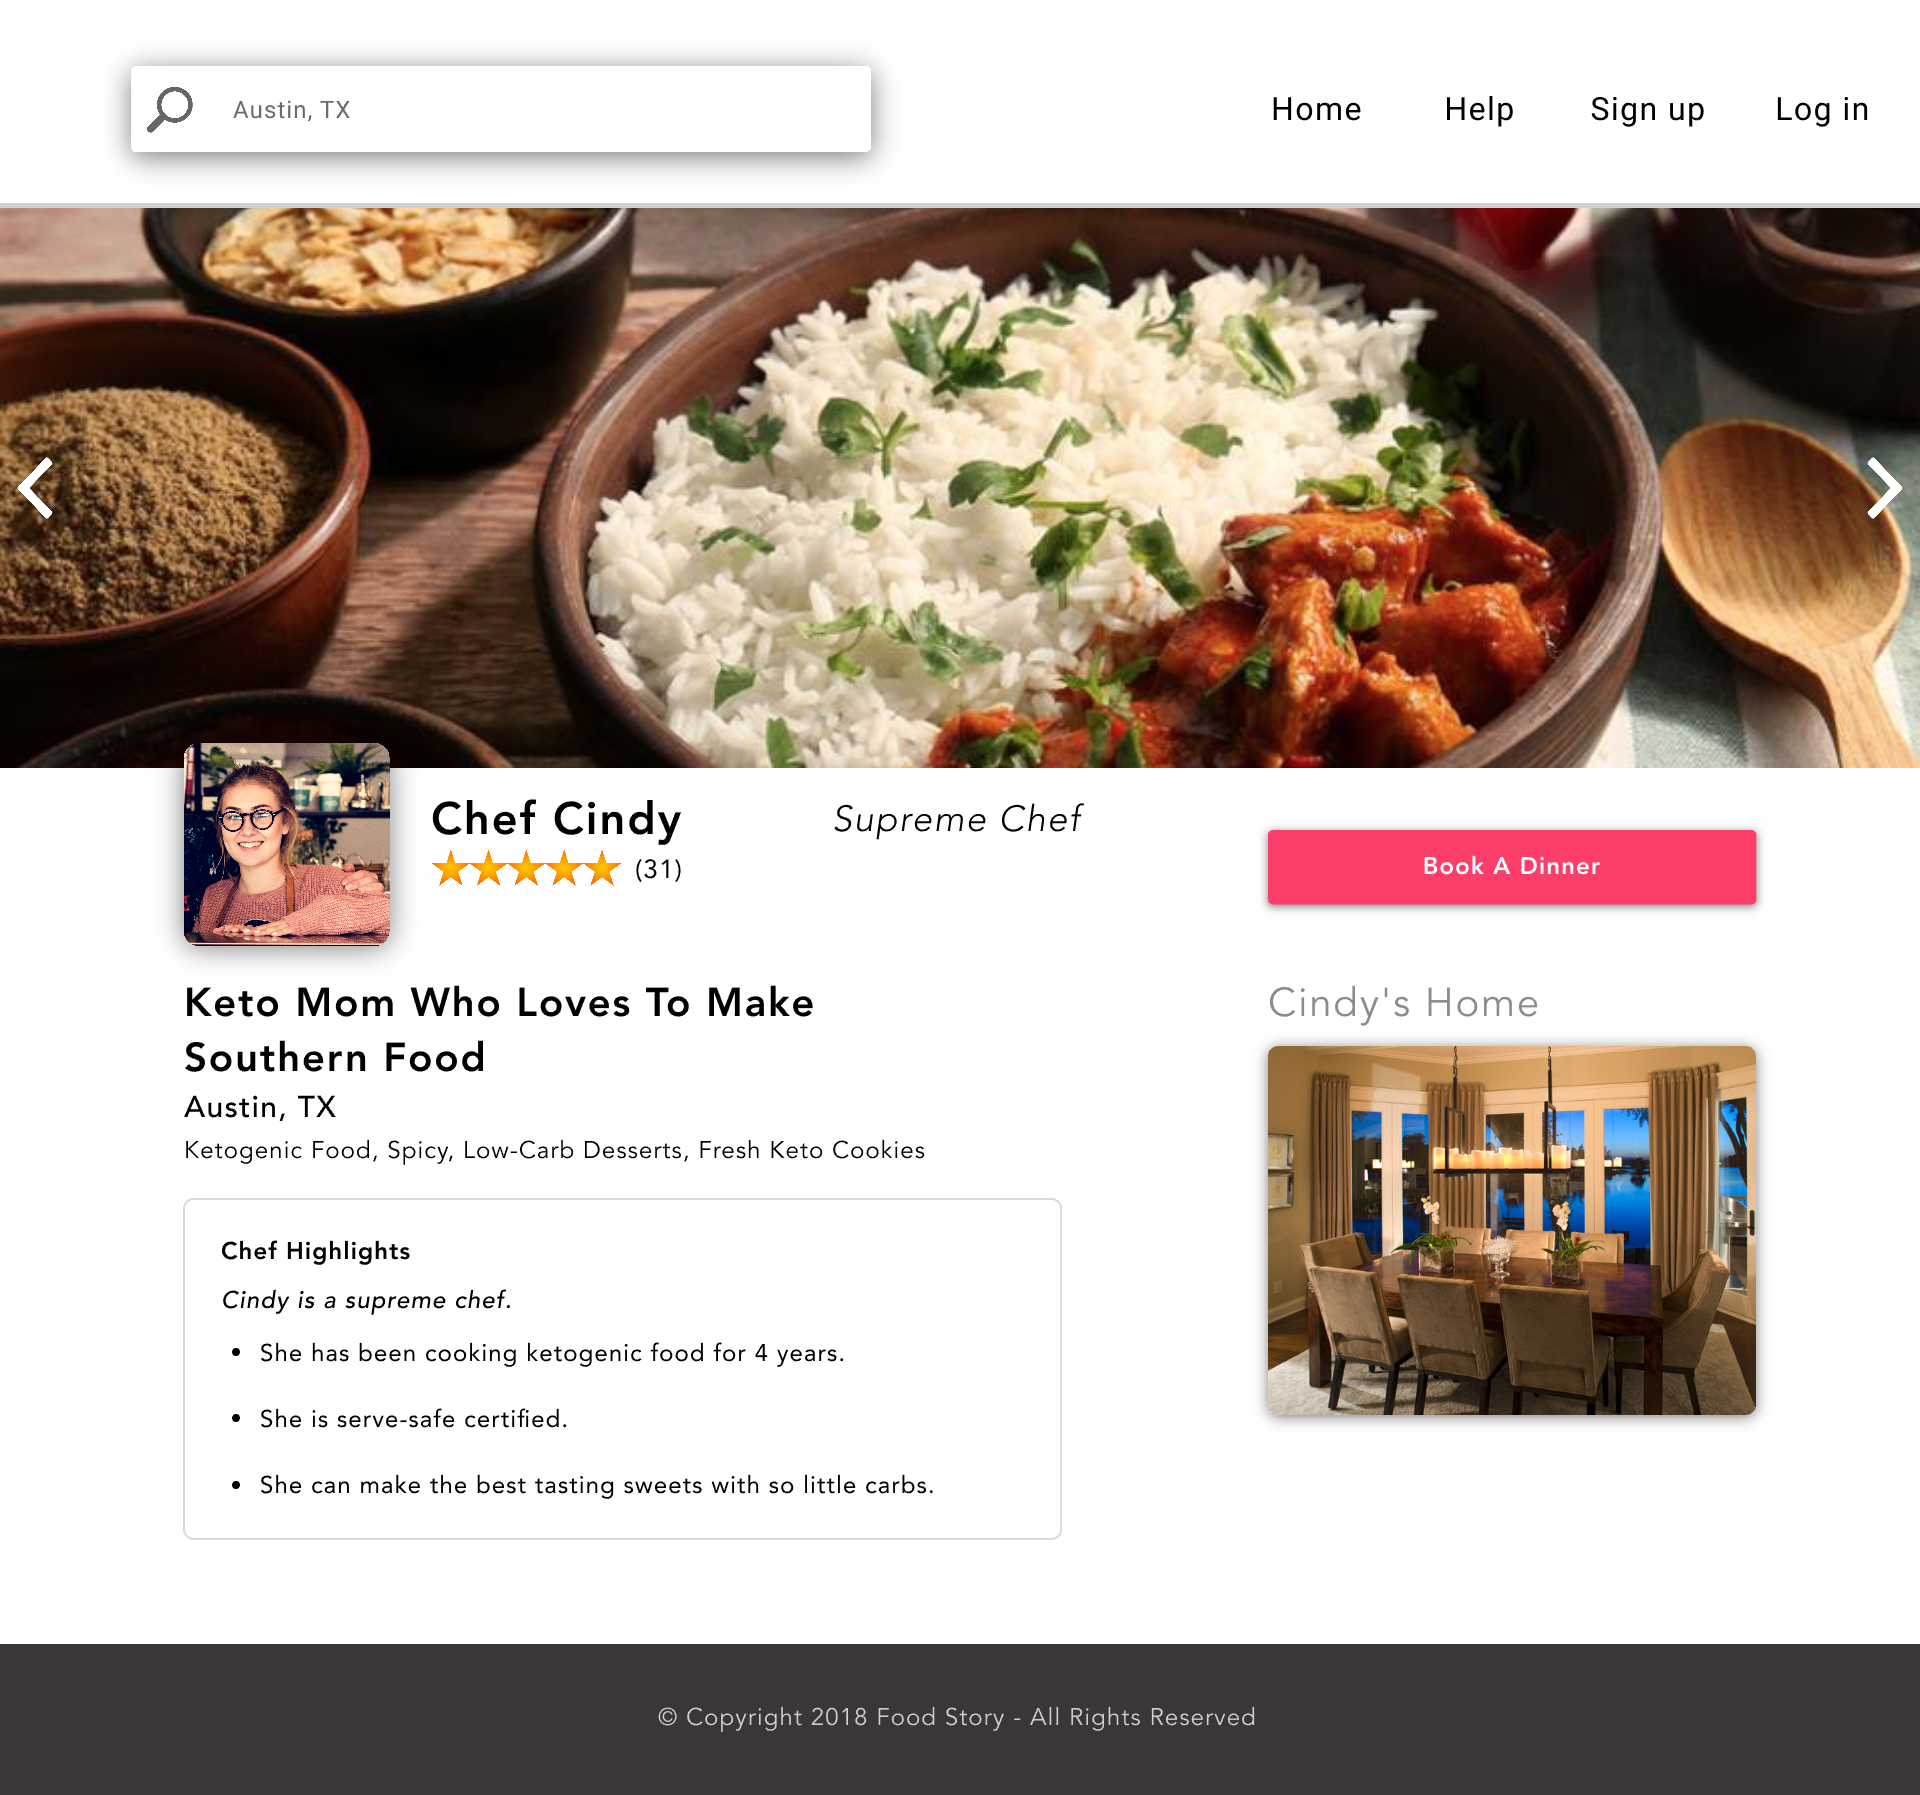 Austin, TX
Home Help Sign up Log in
Chef Cindy
Supreme Chef
(31)
Book A Dinner
Keto Mom Who Loves To Make
Southern Food
Austin, TX
Ketogenic Food, Spicy, Low-Carb Desserts, Fresh Keto Cookies
Cindy's Home
Chef Highlights
Cindy is a supreme chef.
• She has been cooking ketogenic food for 4 years.
• She is serve-safe certified.
• She can make the best tasting sweets with so little carbs.
© Copyright 2018 Food Story - All Rights Reserved